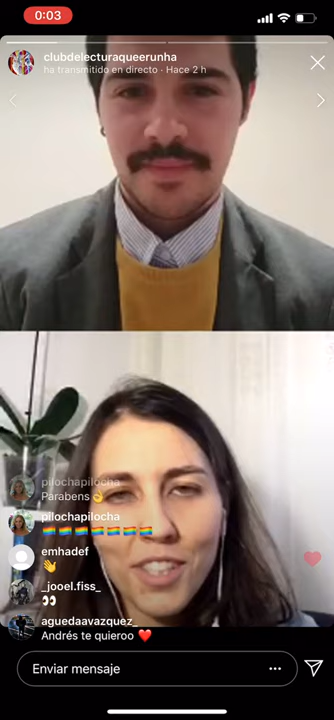 0:03
clubdelecturaqueerunha
ha transmitido en directo · Hace 2 h
pilochapilocha
Parabens👌
pilochapilocha
🏳️‍🌈🏳️‍🌈🏳️‍🌈🏳️‍🌈🏳️‍🌈🏳️‍🌈🏳️‍🌈
emhadef
👋
_jooel.fiss_
👀
aguedaavazquez_
Andrés te quieroo ❤️
Enviar mensaje